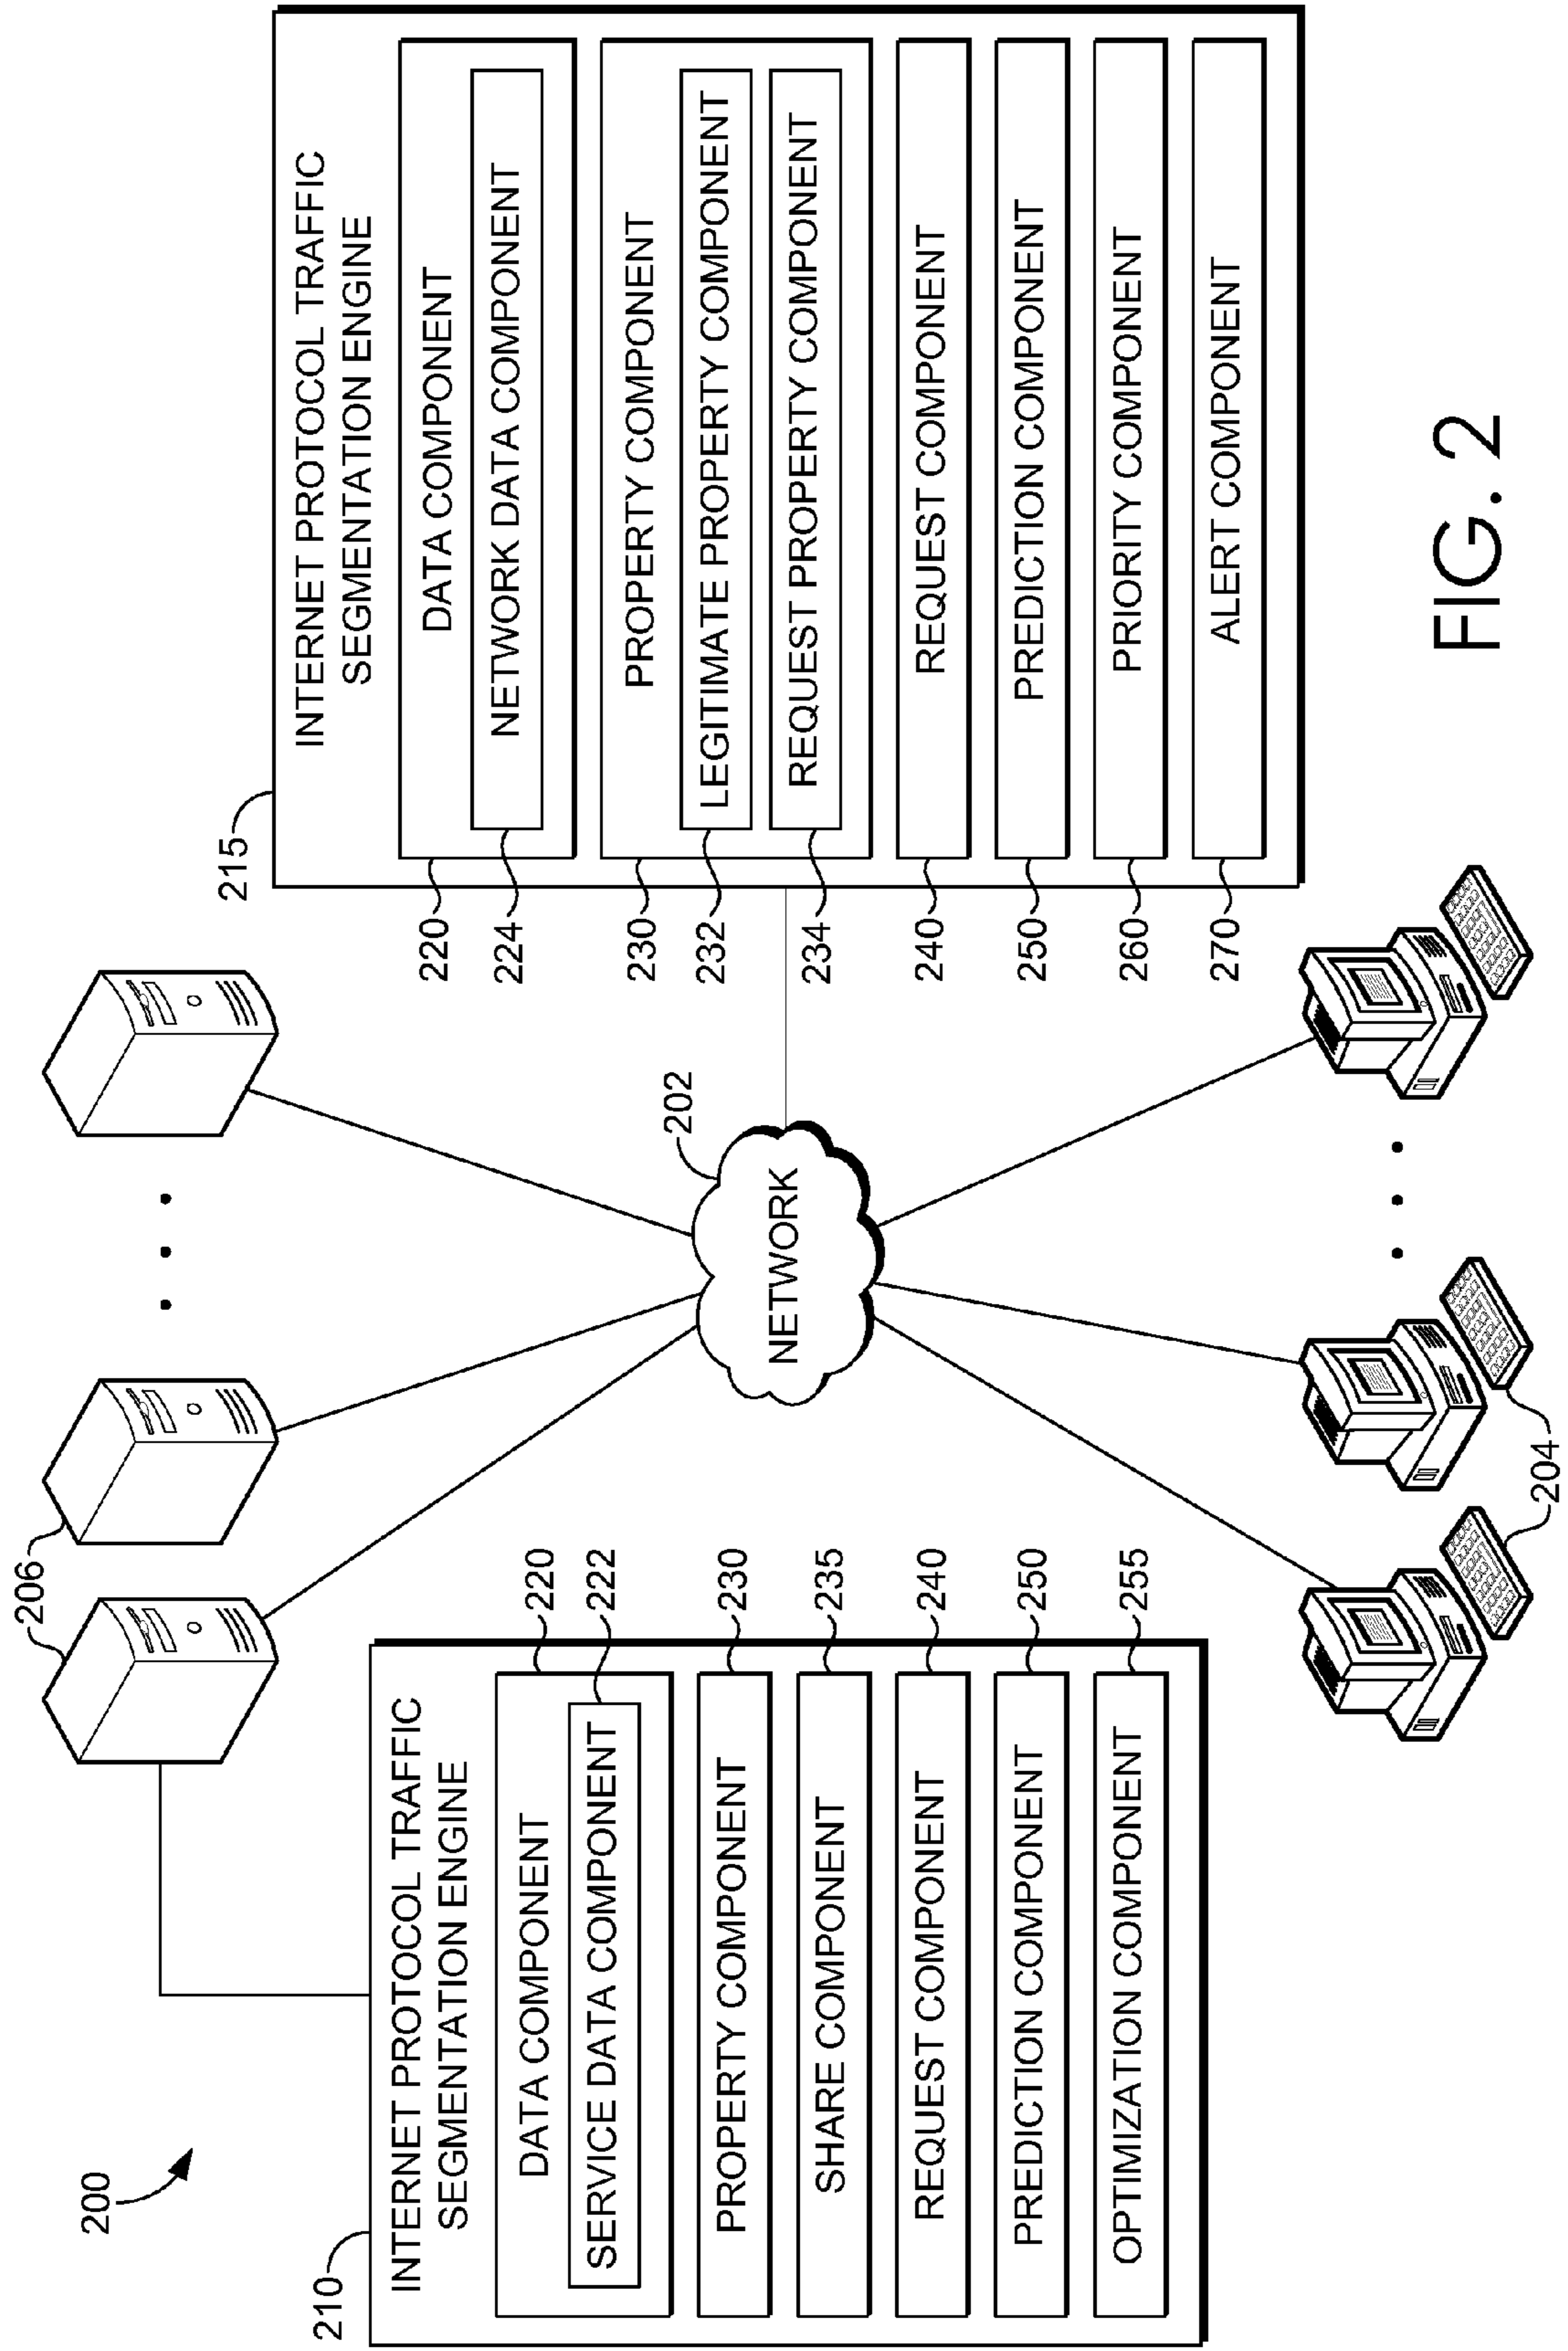 200
210
INTERNET PROTOCOL TRAFFIC
SEGMENTATION ENGINE
DATA COMPONENT
220
SERVICE DATA COMPONENT
222
PROPERTY COMPONENT
230
SHARE COMPONENT
235
REQUEST COMPONENT
240
PREDICTION COMPONENT
250
OPTIMIZATION COMPONENT
255
206
202
NETWORK
204
215
INTERNET PROTOCOL TRAFFIC
SEGMENTATION ENGINE
220
DATA COMPONENT
224
NETWORK DATA COMPONENT
230
PROPERTY COMPONENT
232
LEGITIMATE PROPERTY COMPONENT
234
REQUEST PROPERTY COMPONENT
240
REQUEST COMPONENT
250
PREDICTION COMPONENT
260
PRIORITY COMPONENT
270
ALERT COMPONENT
FIG. 2